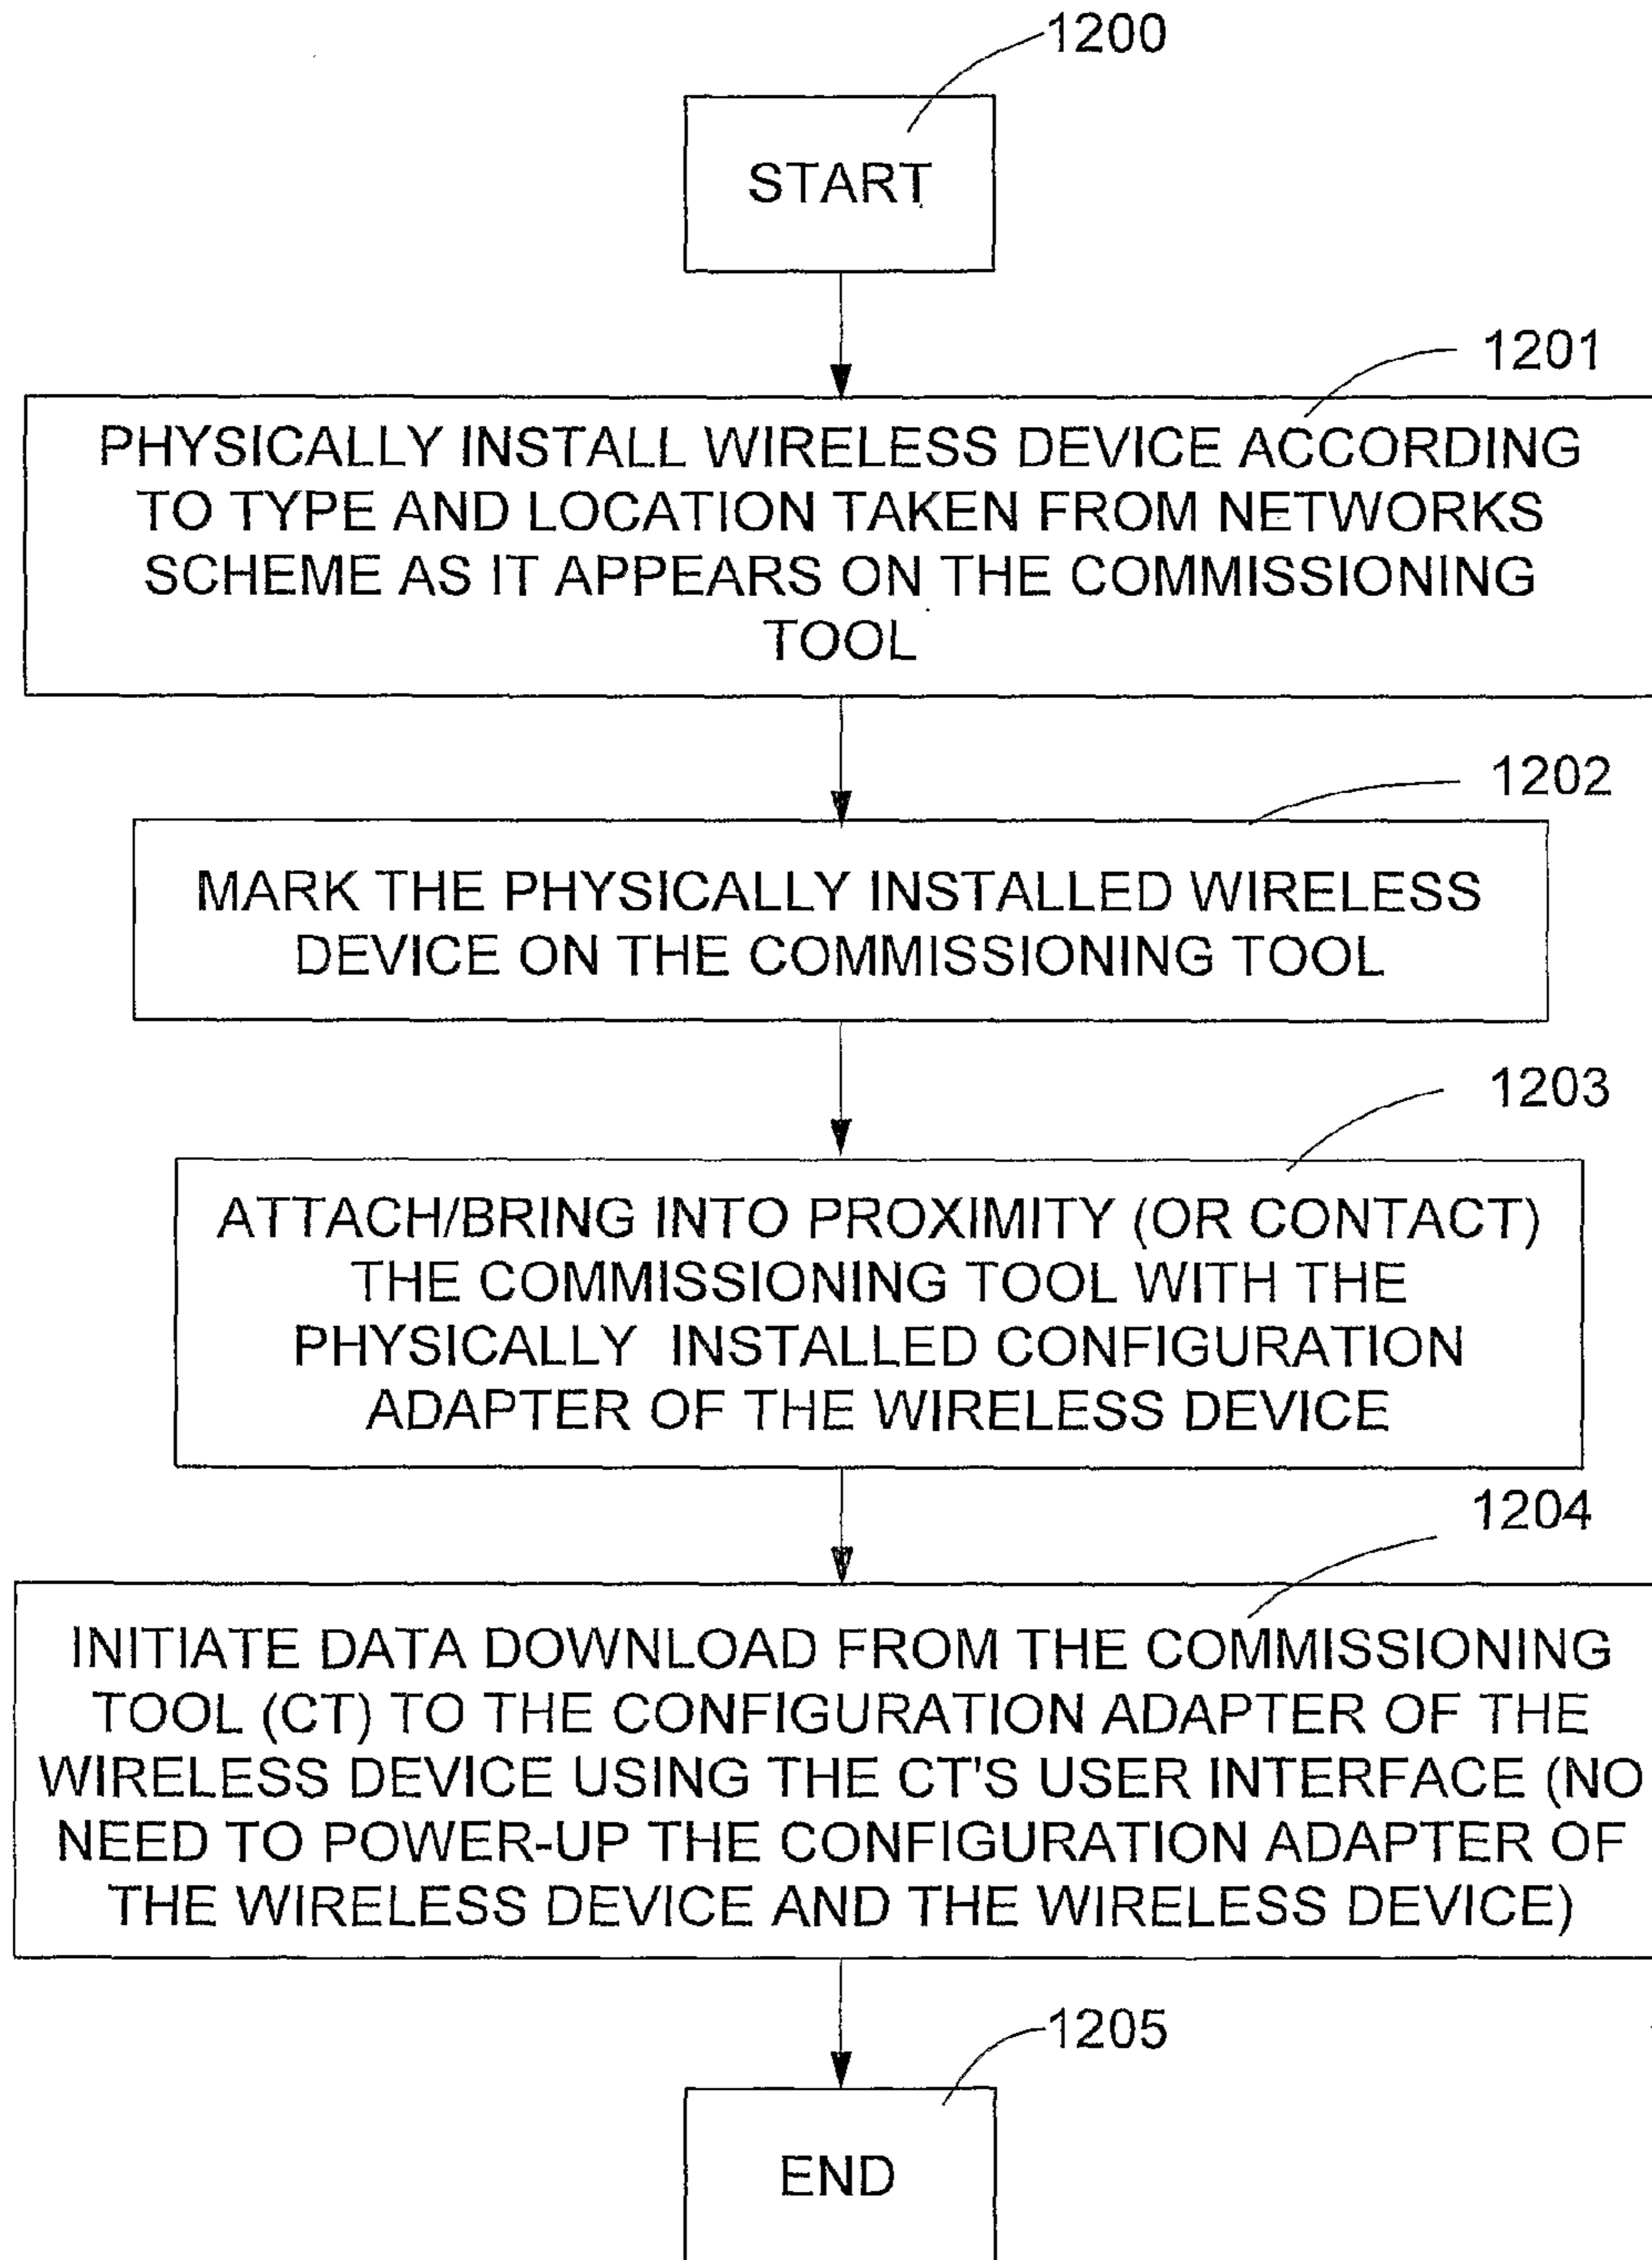 1200
START
1201
PHYSICALLY INSTALL WIRELESS DEVICE ACCORDING
TO TYPE AND LOCATION TAKEN FROM NETWORKS
SCHEME AS IT APPEARS ON THE COMMISSIONING
TOOL
1202
MARK THE PHYSICALLY INSTALLED WIRELESS
DEVICE ON THE COMMISSIONING TOOL
1203
ATTACH/BRING INTO PROXIMITY (OR CONTACT)
THE COMMISSIONING TOOL WITH THE
PHYSICALLY INSTALLED CONFIGURATION
ADAPTER OF THE WIRELESS DEVICE
1204
INITIATE DATA DOWNLOAD FROM THE COMMISSIONING
TOOL (CT) TO THE CONFIGURATION ADAPTER OF THE
WIRELESS DEVICE USING THE CT'S USER INTERFACE (NO
NEED TO POWER-UP THE CONFIGURATION ADAPTER OF
THE WIRELESS DEVICE AND THE WIRELESS DEVICE)
1205
END